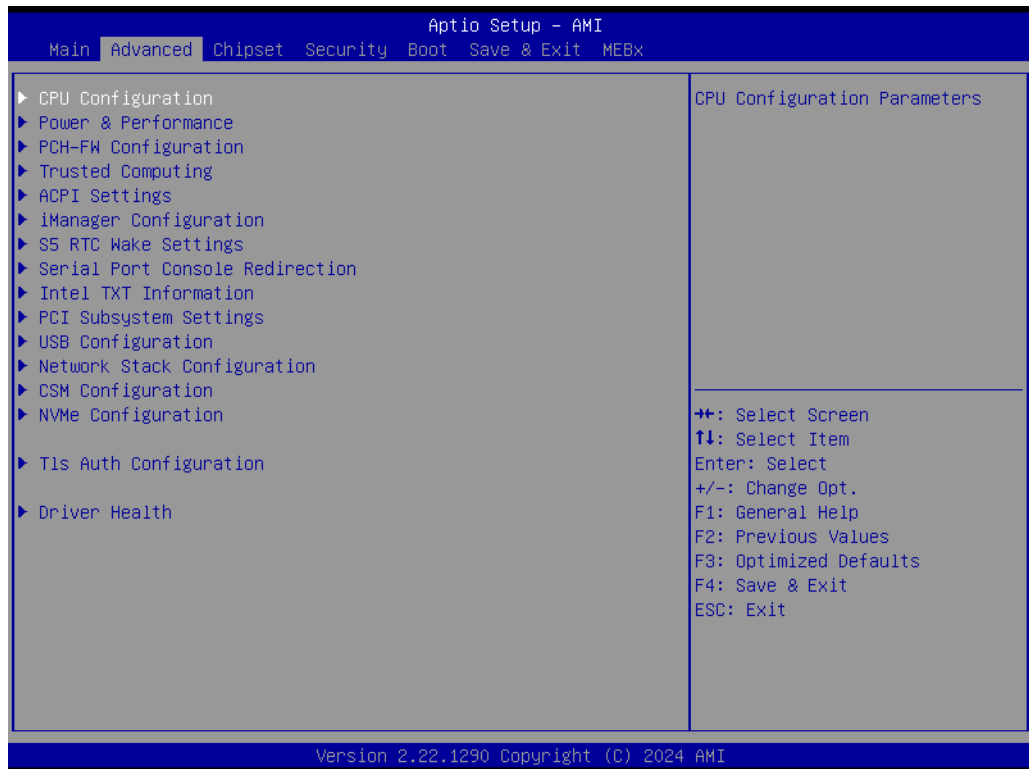 Aptio Setup – AMI
Main Advanced Chipset Security Boot Save & Exit MEBx
▶ CPU Configuration
▶ Power & Performance
▶ PCH-FW Configuration
▶ Trusted Computing
▶ ACPI Settings
▶ iManager Configuration
▶ S5 RTC Wake Settings
▶ Serial Port Console Redirection
▶ Intel TXT Information
▶ PCI Subsystem Settings
▶ USB Configuration
▶ Network Stack Configuration
▶ CSM Configuration
▶ NVMe Configuration
▶ Tls Auth Configuration
▶ Driver Health
CPU Configuration Parameters
→←: Select Screen
↑↓: Select Item
Enter: Select
+/-: Change Opt.
F1: General Help
F2: Previous Values
F3: Optimized Defaults
F4: Save & Exit
ESC: Exit
Version 2.22.1290 Copyright (C) 2024 AMI